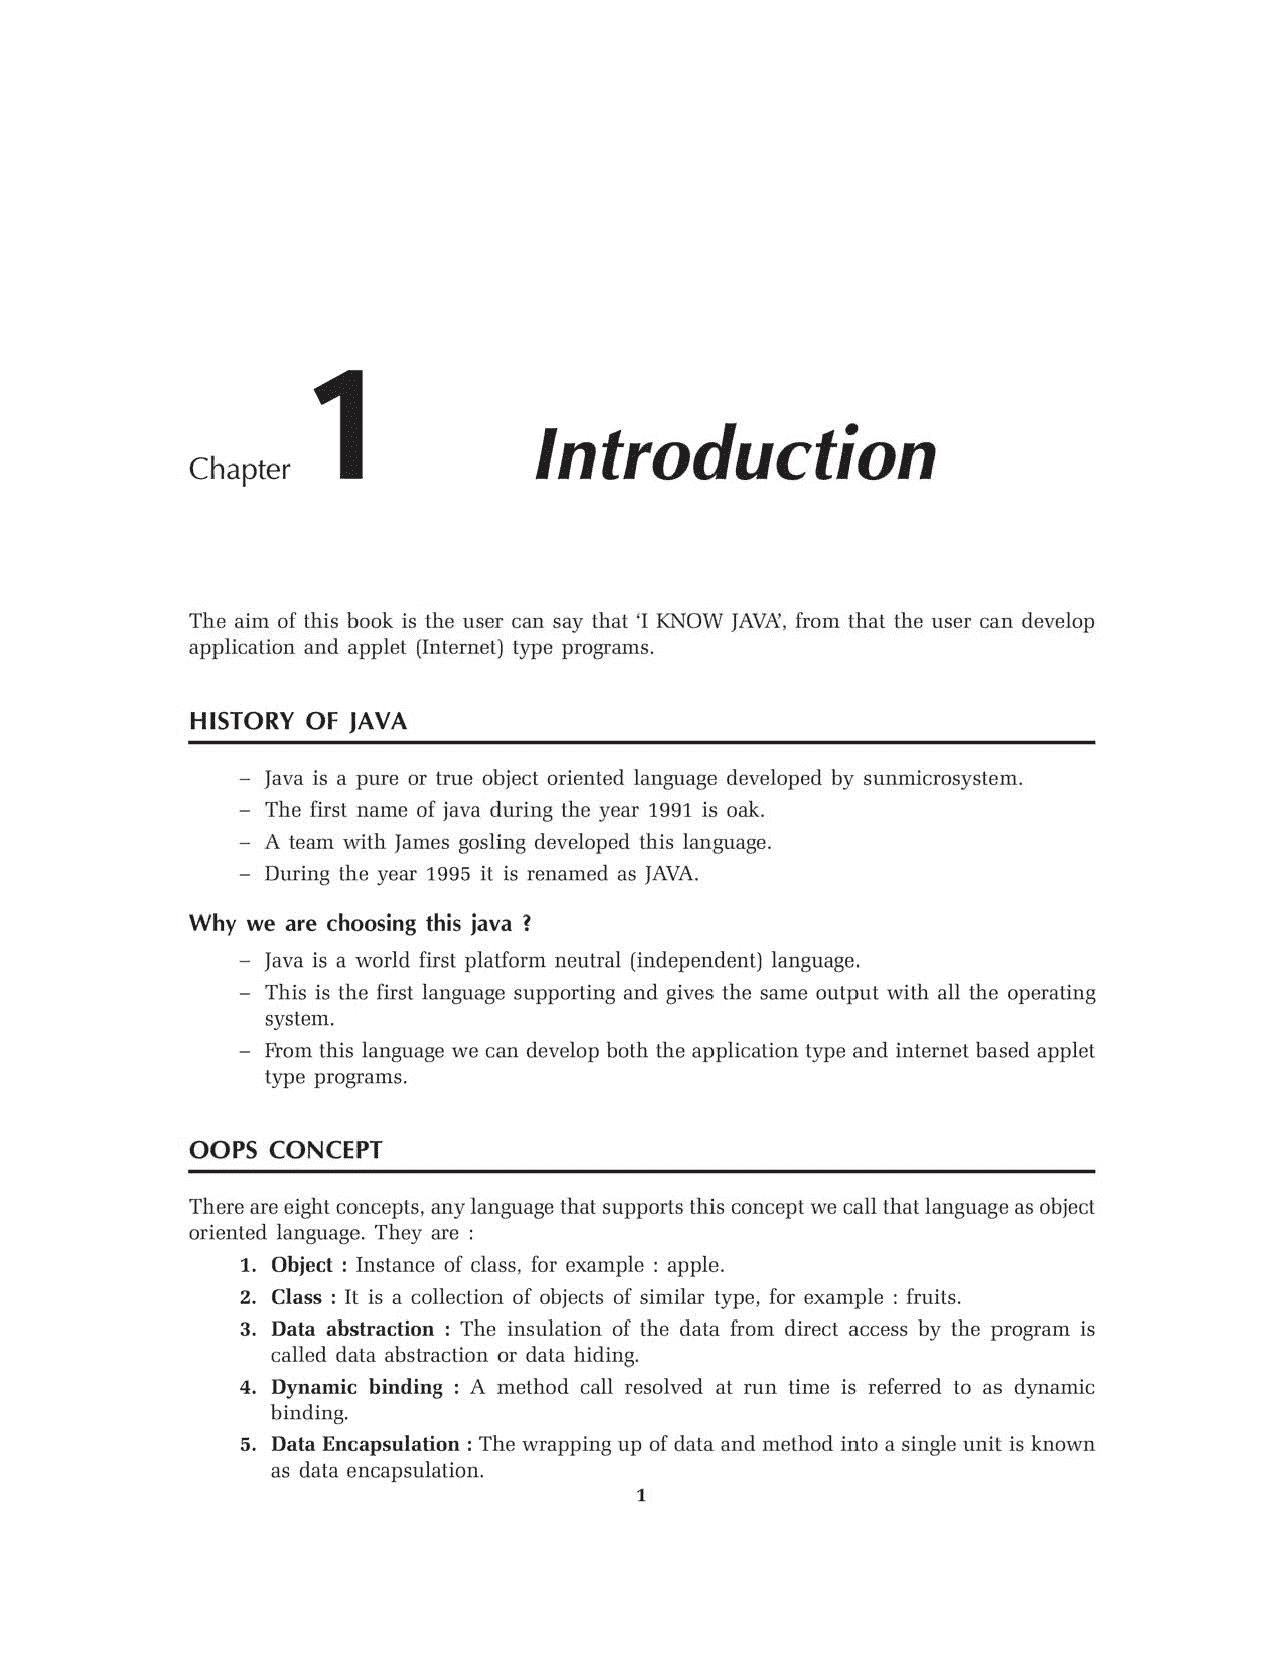 Chapter 1 Introduction
The aim of this book is the user can say that ‘I KNOW JAVA’, from that the user can develop
application and applet (Internet) type programs.
HISTORY OF JAVA
– Java is a pure or true object oriented language developed by sunmicrosystem.
– The first name of java during the year 1991 is oak.
– A team with James gosling developed this language.
– During the year 1995 it is renamed as JAVA.
Why we are choosing this java ?
– Java is a world first platform neutral (independent) language.
– This is the first language supporting and gives the same output with all the operating
system.
– From this language we can develop both the application type and internet based applet
type programs.
OOPS CONCEPT
There are eight concepts, any language that supports this concept we call that language as object
oriented language. They are :
1. Object : Instance of class, for example : apple.
2. Class : It is a collection of objects of similar type, for example : fruits.
3. Data abstraction : The insulation of the data from direct access by the program is
called data abstraction or data hiding.
4. Dynamic binding : A method call resolved at run time is referred to as dynamic
binding.
5. Data Encapsulation : The wrapping up of data and method into a single unit is known
as data encapsulation.
1